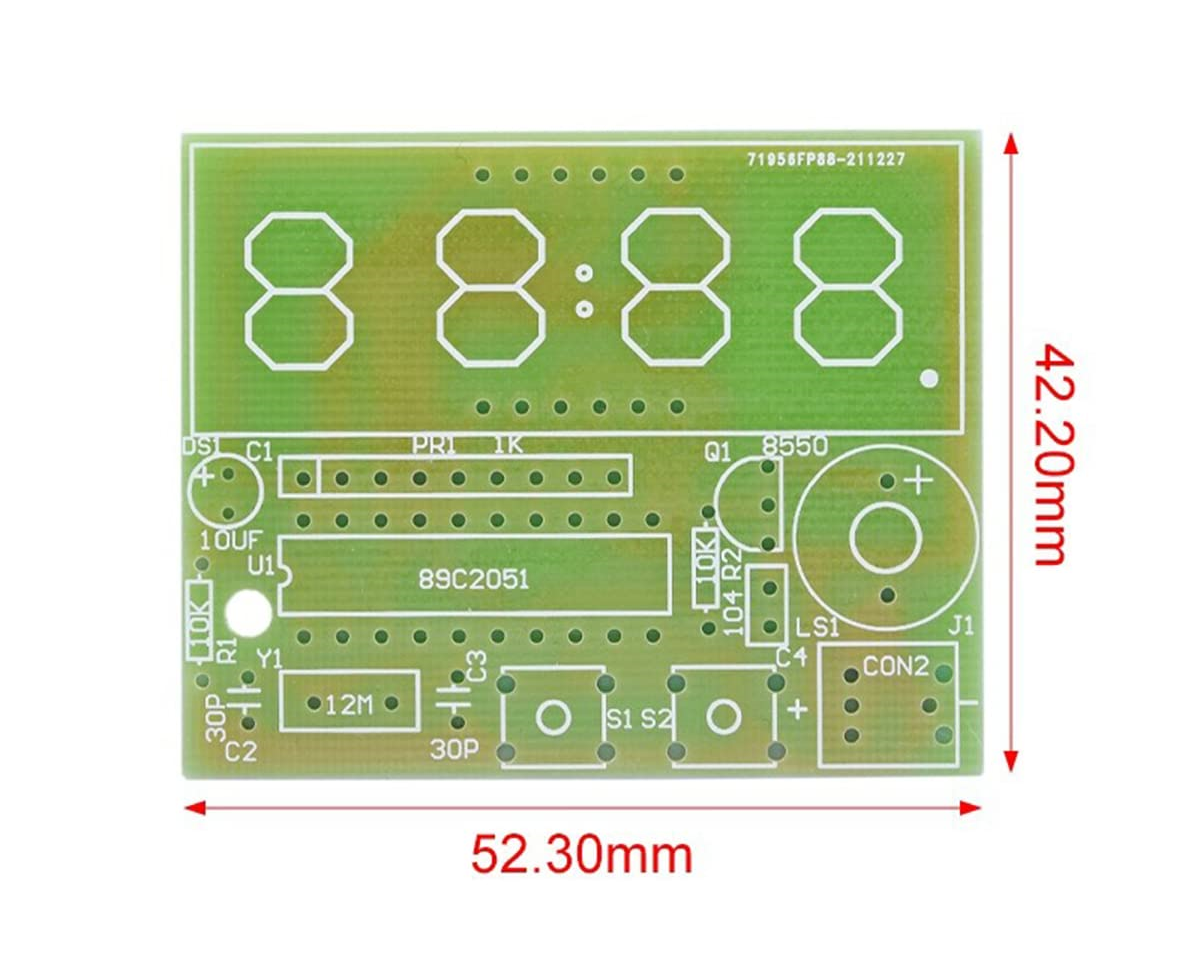 71956FP88-211227
42.20mm
DS1
C1
PR1 1K
Q1
8550
+
+
10UF
U1
89C2051
10K
R2
10K
R1
104
LS1
J1
Y1
C3
C4
CON2
30P
12M
S1
S2
+
-
C2
30P
52.30mm